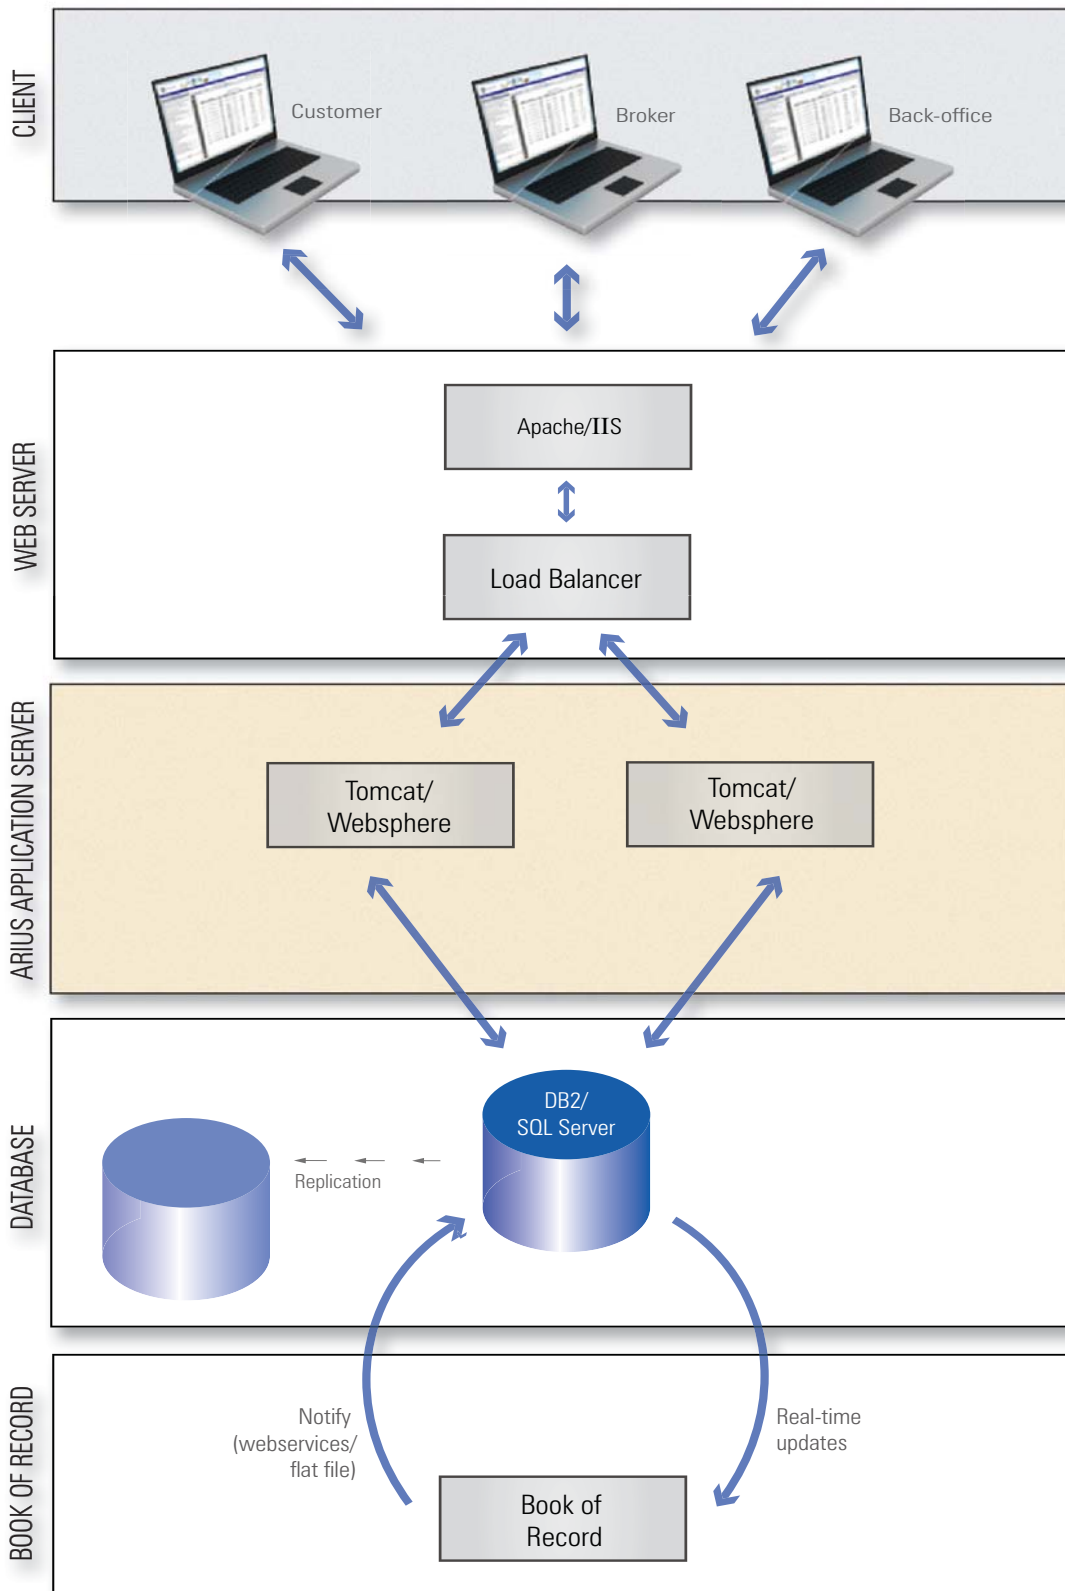 CLIENT
Customer
Broker
Back-office
WEB SERVER
Apache/IIS
Load Balancer
ARIUS APPLICATION SERVER
Tomcat/
Websphere
Tomcat/
Websphere
DATABASE
DB2/
SQL Server
Replication
BOOK OF RECORD
Notify
(webservices/
flat file)
Real-time
updates
Book of
Record